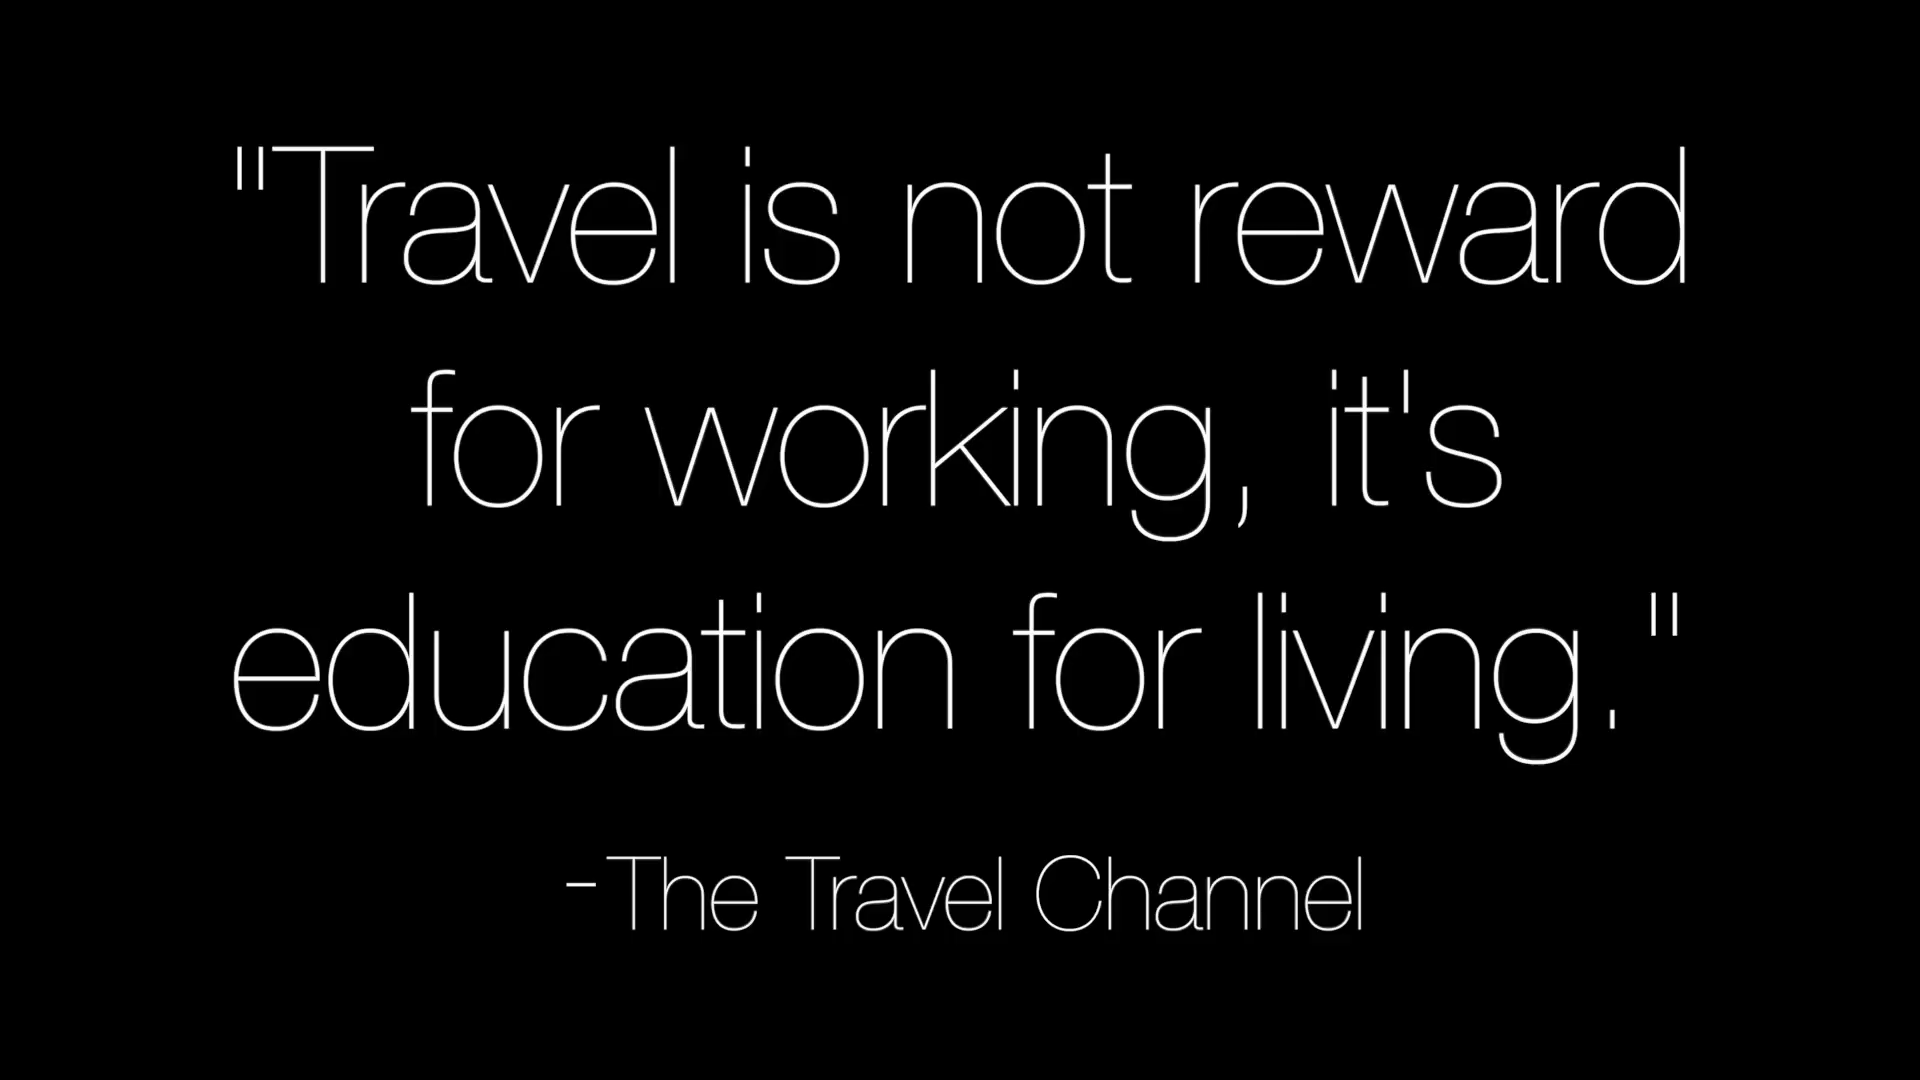 "Travel is not reward
for working, it's
education for living."
-The Travel Channel